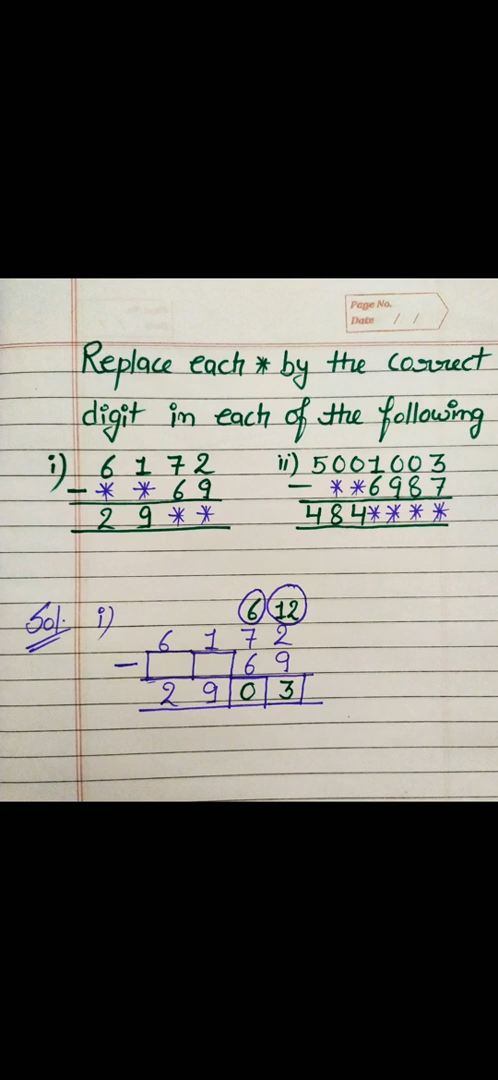 Page No.
Date / /
Replace each * by the correct
digit in each of the following
i) 6 1 7 2 ii) 5001003
- * * 6 9 - **6987
2 9 * * 484****
Sol. i) 6 12
6 1 7 2
- 6 9
2 9 0 3